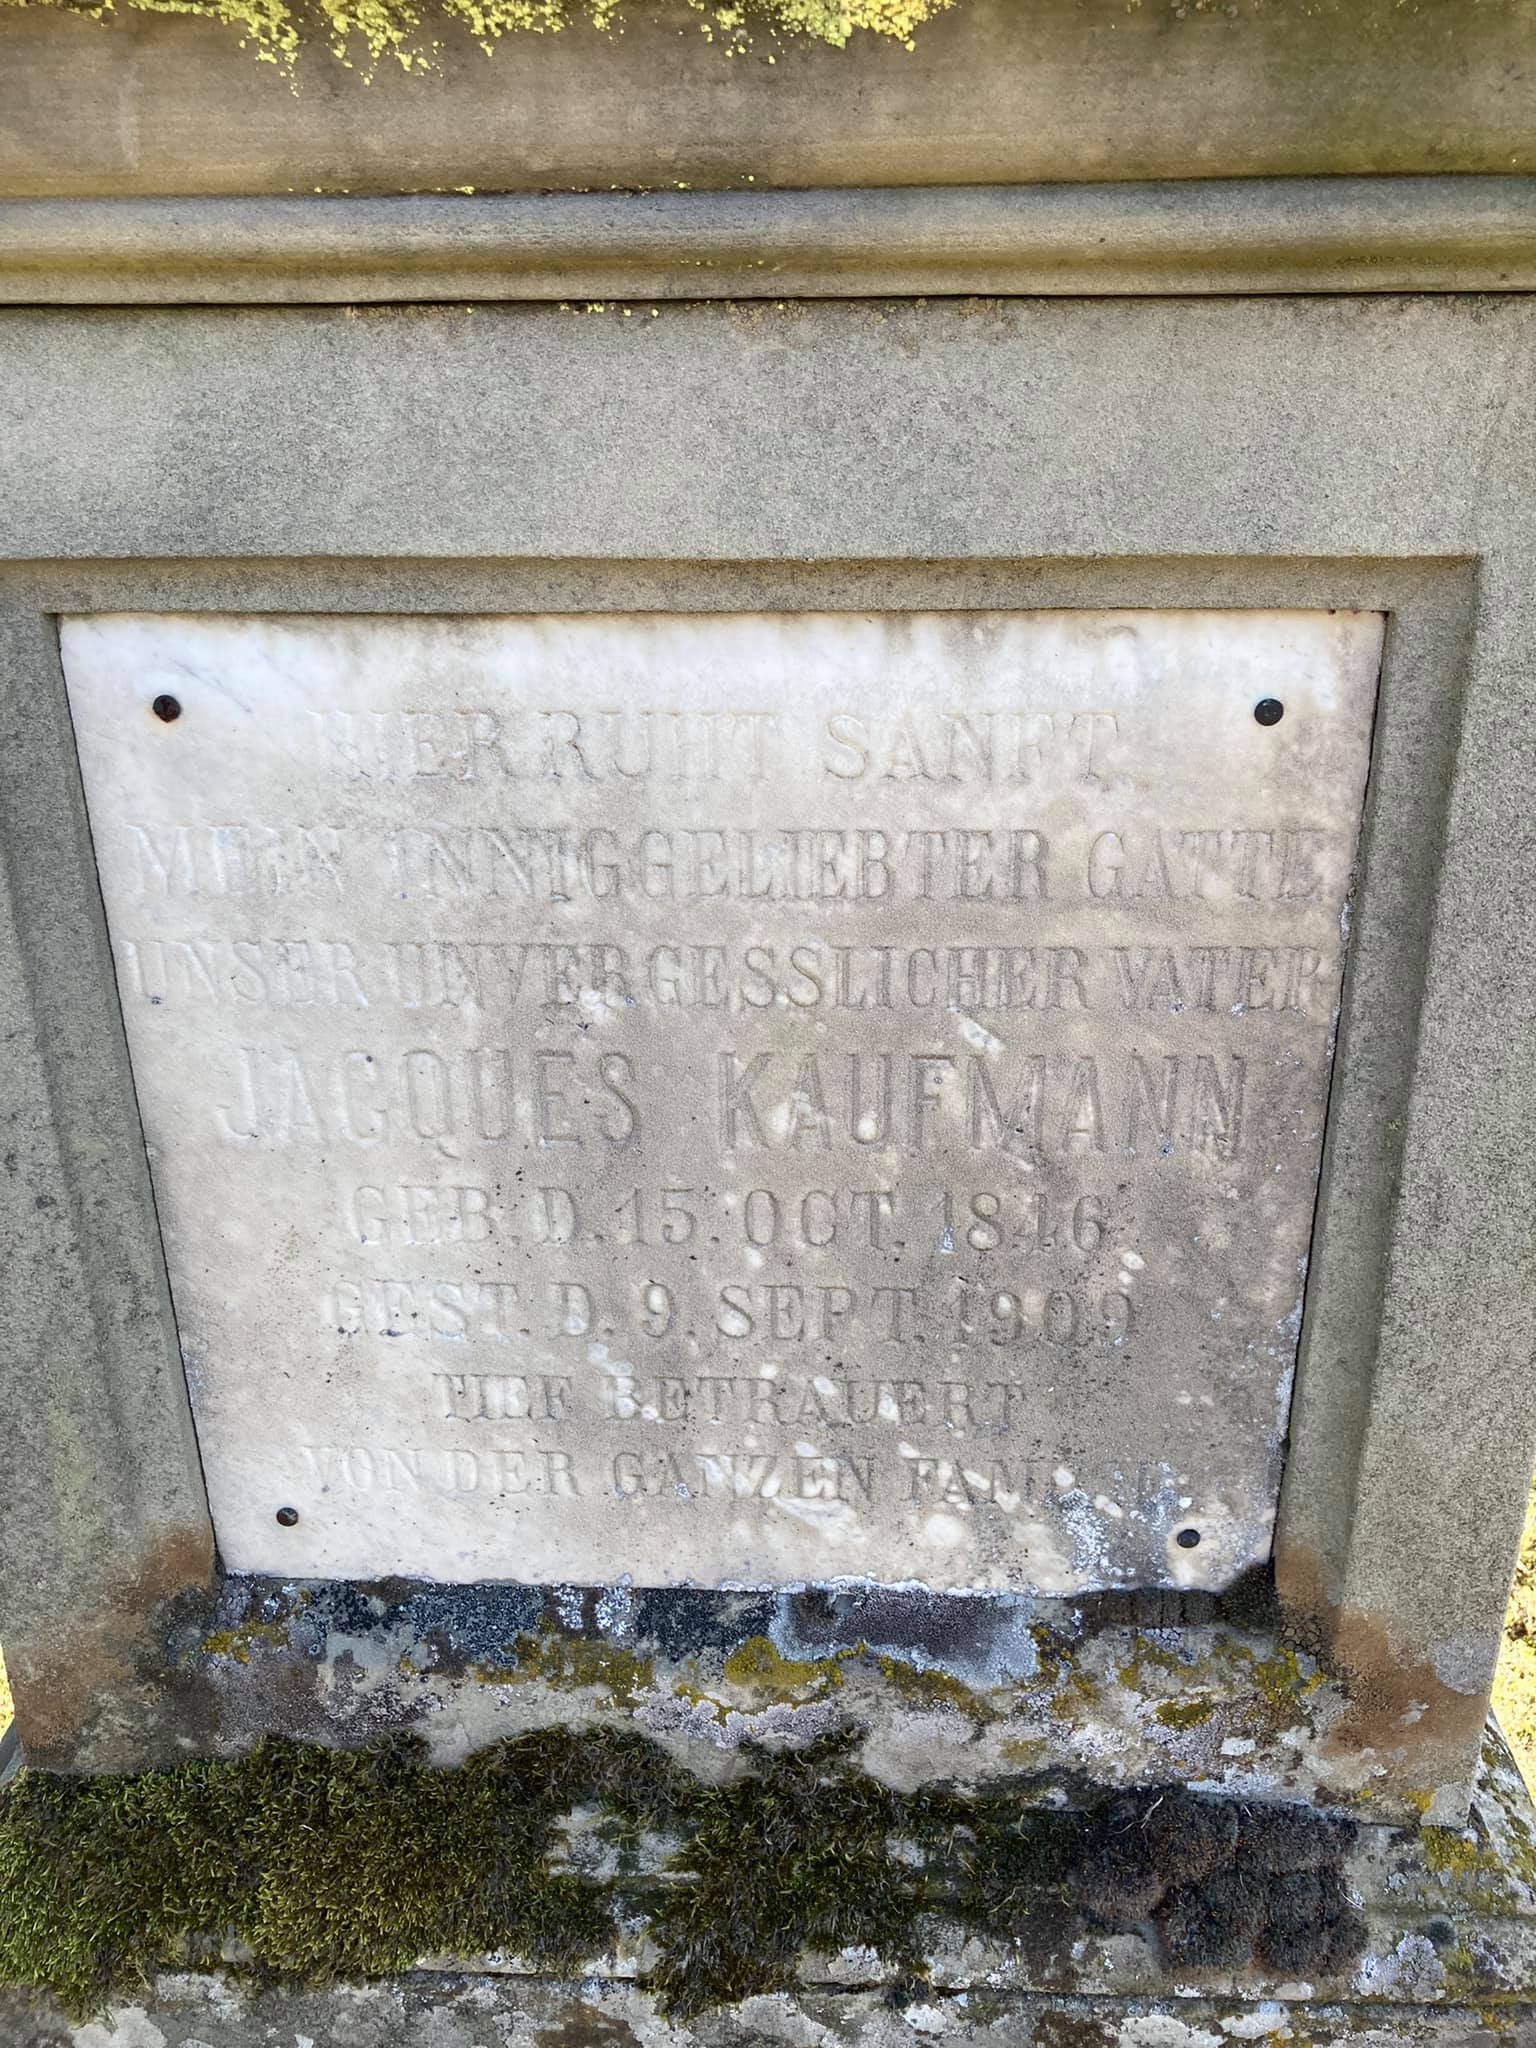 HIER RUHT SANFT.
MEIN INNIGGELIEBTER GATTE
UNSER UNVERGESSLICHER VATER
JACQUES KAUFMANN
GEB. D. 15. OCT. 1846
GEST. D. 9. SEPT. 1909
TIEF BETRAUERT
VON DER GANZEN